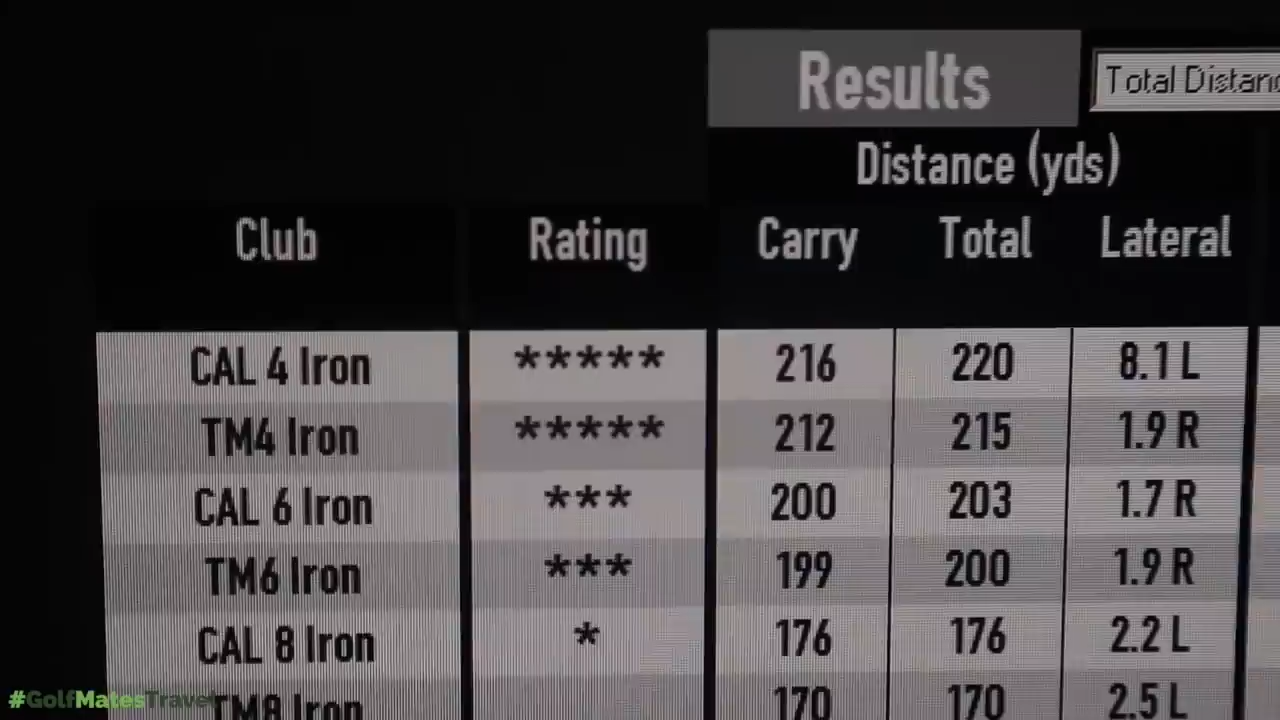 Results
Total Distanc
Distance (yds)
Club Rating Carry Total Lateral
CAL 4 Iron ***** 216 220 8.1 L
TM4 Iron ***** 212 215 1.9 R
CAL 6 Iron *** 200 203 1.7 R
TM6 Iron *** 199 200 1.9 R
CAL 8 Iron * 176 176 2.2 L
TM8 Iron 170 170 2.5 L
#GolfMatesTravel